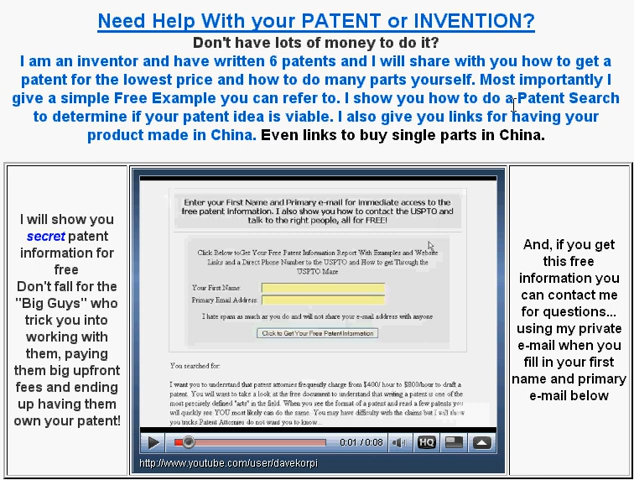 Need Help With your PATENT or INVENTION?
Don't have lots of money to do it?
I am an inventor and have written 6 patents and I will share with you how to get a
patent for the lowest price and how to do many parts yourself. Most importantly I
give a simple Free Example you can refer to. I show you how to do a Patent Search
to determine if your patent idea is viable. I also give you links for having your
product made in China. Even links to buy single parts in China.
I will show you
secret patent
information for
free
Don't fall for the
"Big Guys" who
trick you into
working with
them, paying
them big upfront
fees and ending
up having them
own your patent!
Enter your First Name and Primary e-mail for immediate access to the
free patent information. I also show you how to contact the USPTO and
talk to the right people, all for FREE!
Click Below to Get Your Free Patent Information Report With Examples and Website
Links and a Direct Phone Number to the USPTO and How to get Through the
USPTO Maze
Your First Name:
Primary Email Address:
I hate spam as much as you do and will not share your e-mail address with anyone
Click to Get Your Free Patent Information
You searched for:
I want you to understand that patent attorneys frequently charge from $400/ hour to $800/hour to draft a
patent. You will want to take a look at the free document to understand that writing a patent is one of the
most precisely defined "arts" in the field. When you see the format of a patent and read a few patents you
will quickly see YOU most likely can do the same. You may have difficulty with the claims but I will show
you tricks Patent Attorneys do not want you to know...
0:01 / 0:08
HQ
http://www.youtube.com/user/davekorpi
And, if you get
this free
information you
can contact me
for questions...
using my private
e-mail when you
fill in your first
name and primary
e-mail below